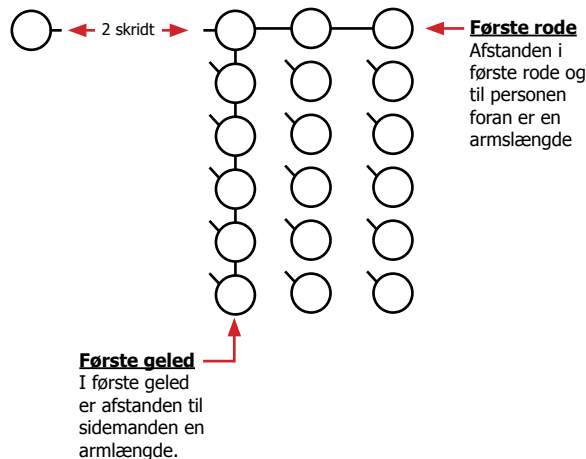 2 skridt
Første rode
Afstanden i
første rode og
til personen
foran er en
armslængde
Første geled
I første geled
er afstanden til
sidemanden en
armlængde.